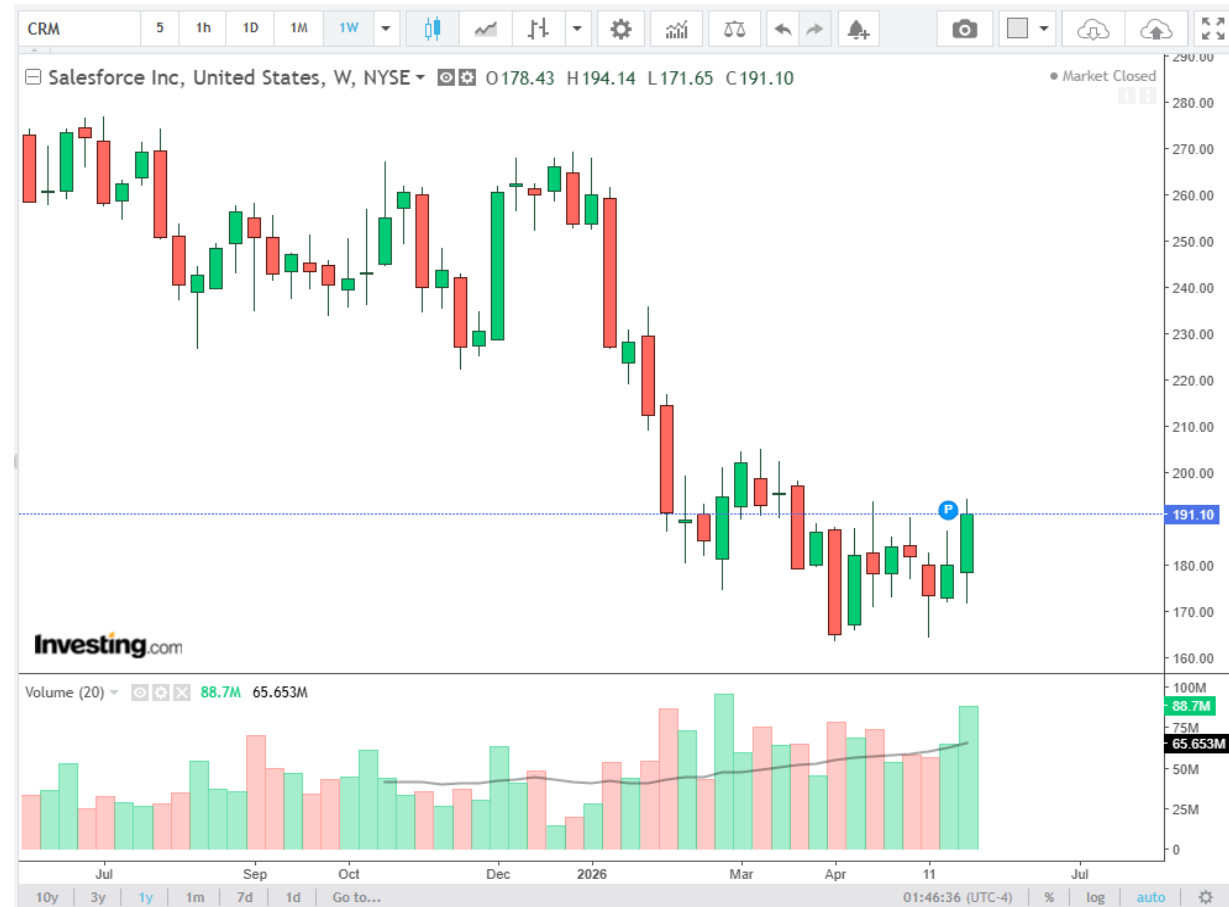 CRM 5 1h 1D 1M 1W
Salesforce Inc, United States, W, NYSE O178.43 H194.14 L171.65 C191.10
Market Closed
290.00
280.00
270.00
260.00
250.00
240.00
230.00
220.00
210.00
200.00
P
191.10
180.00
170.00
160.00
Investing.com
Volume (20) 88.7M 65.653M
100M
88.7M
75M
65.653M
50M
25M
0
Jul Sep Oct Dec 2026 Mar Apr 11 Jul
10y 3y 1y 1m 7d 1d Go to... 01:46:36 (UTC-4) % log auto